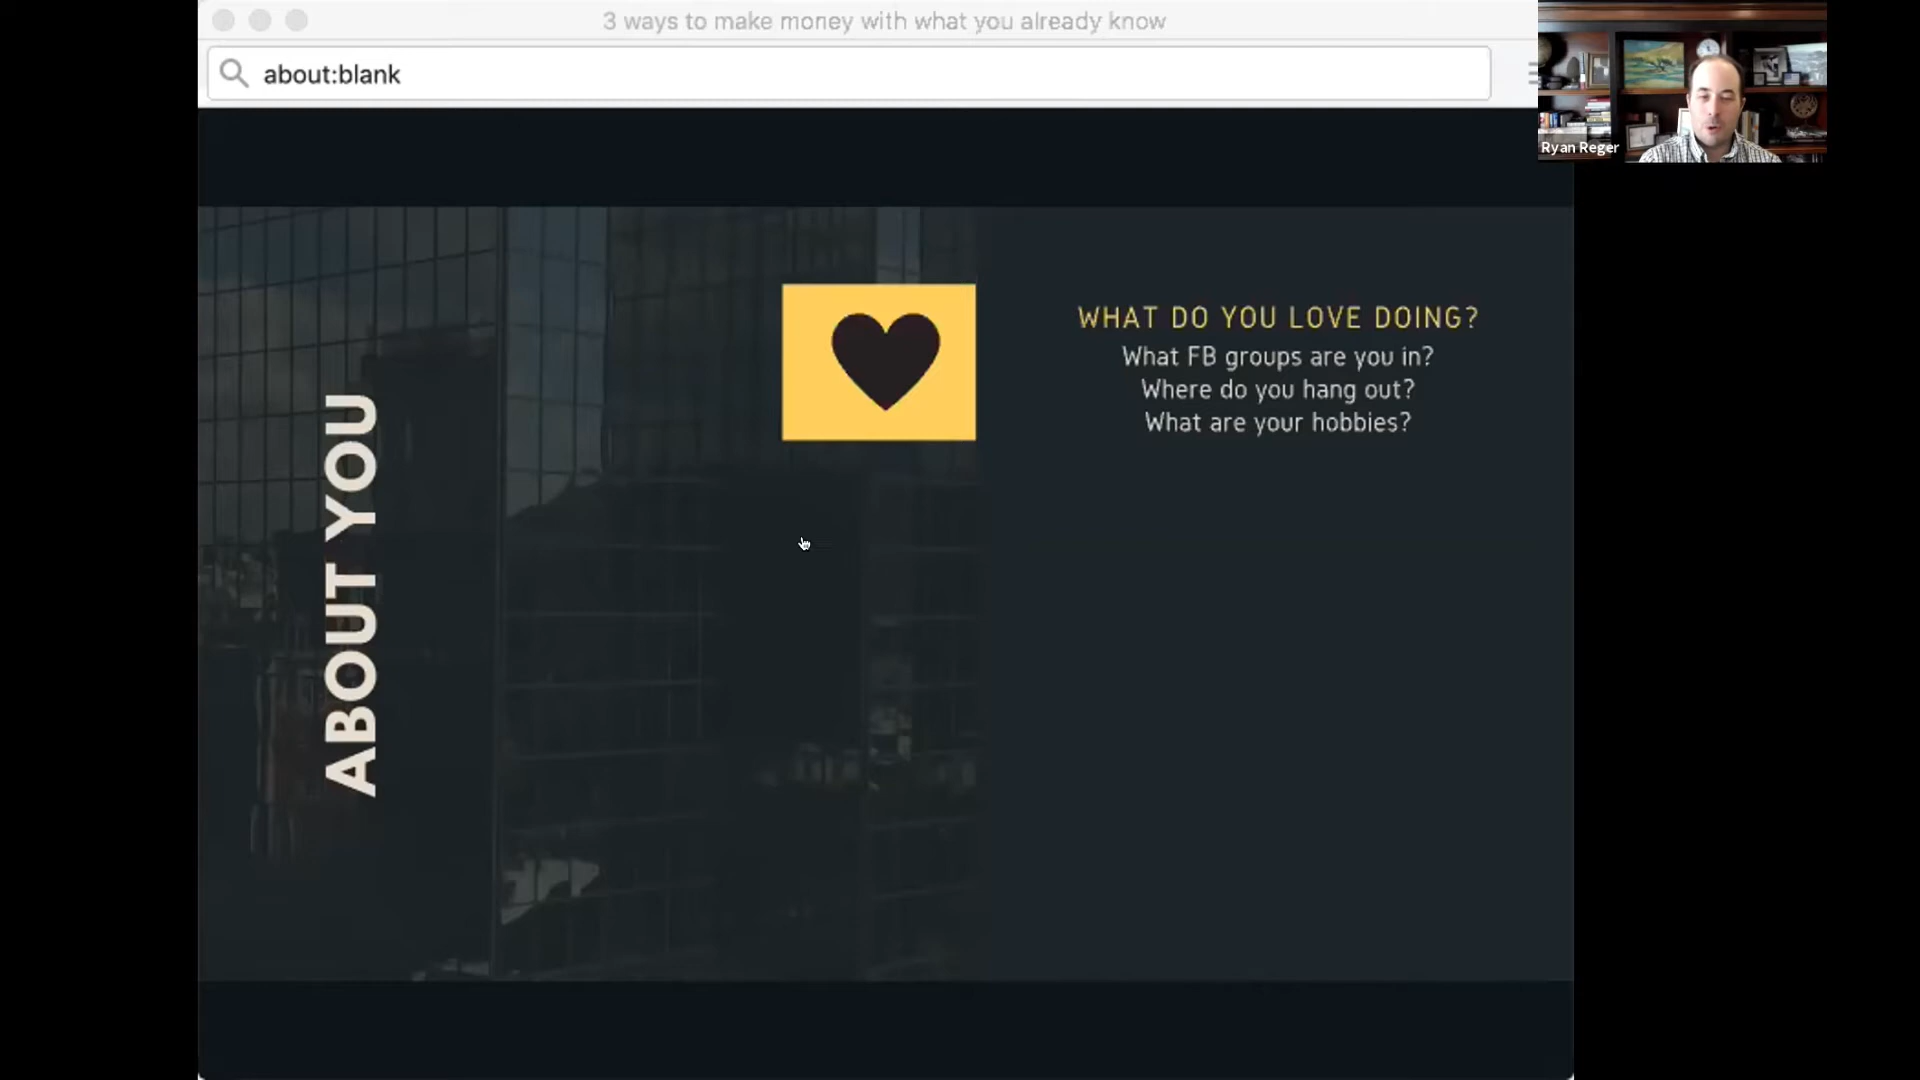 3 ways to make money with what you already know
about:blank
Ryan Reger
ABOUT YOU
WHAT DO YOU LOVE DOING?
What FB groups are you in?
Where do you hang out?
What are your hobbies?